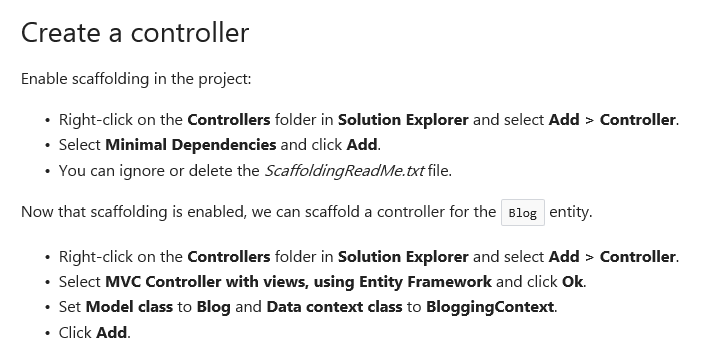 Create a controller
Enable scaffolding in the project:
• Right-click on the Controllers folder in Solution Explorer and select Add > Controller.
• Select Minimal Dependencies and click Add.
• You can ignore or delete the ScaffoldingReadMe.txt file.
Now that scaffolding is enabled, we can scaffold a controller for the Blog entity.
• Right-click on the Controllers folder in Solution Explorer and select Add > Controller.
• Select MVC Controller with views, using Entity Framework and click Ok.
• Set Model class to Blog and Data context class to BloggingContext.
• Click Add.